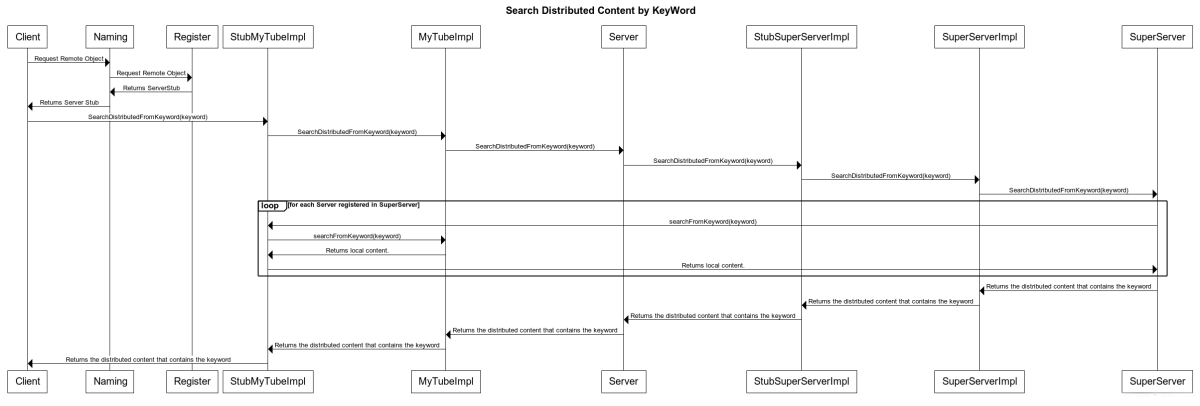 Search Distributed Content by KeyWord
Client Naming Register StubMyTubeImpl MyTubeImpl Server StubSuperServerImpl SuperServerImpl SuperServer
Request Remote Object
Request Remote Object
Returns ServerStub
Returns Server Stub
SearchDistributedFromKeyword(keyword)
SearchDistributedFromKeyword(keyword)
SearchDistributedFromKeyword(keyword)
SearchDistributedFromKeyword(keyword)
SearchDistributedFromKeyword(keyword)
SearchDistributedFromKeyword(keyword)
loop [for each Server registered in SuperServer]
searchFromKeyword(keyword)
searchFromKeyword(keyword)
Returns local content.
Returns local content.
Returns the distributed content that contains the keyword
Returns the distributed content that contains the keyword
Returns the distributed content that contains the keyword
Returns the distributed content that contains the keyword
Returns the distributed content that contains the keyword
Returns the distributed content that contains the keyword
Client Naming Register StubMyTubeImpl MyTubeImpl Server StubSuperServerImpl SuperServerImpl SuperServer